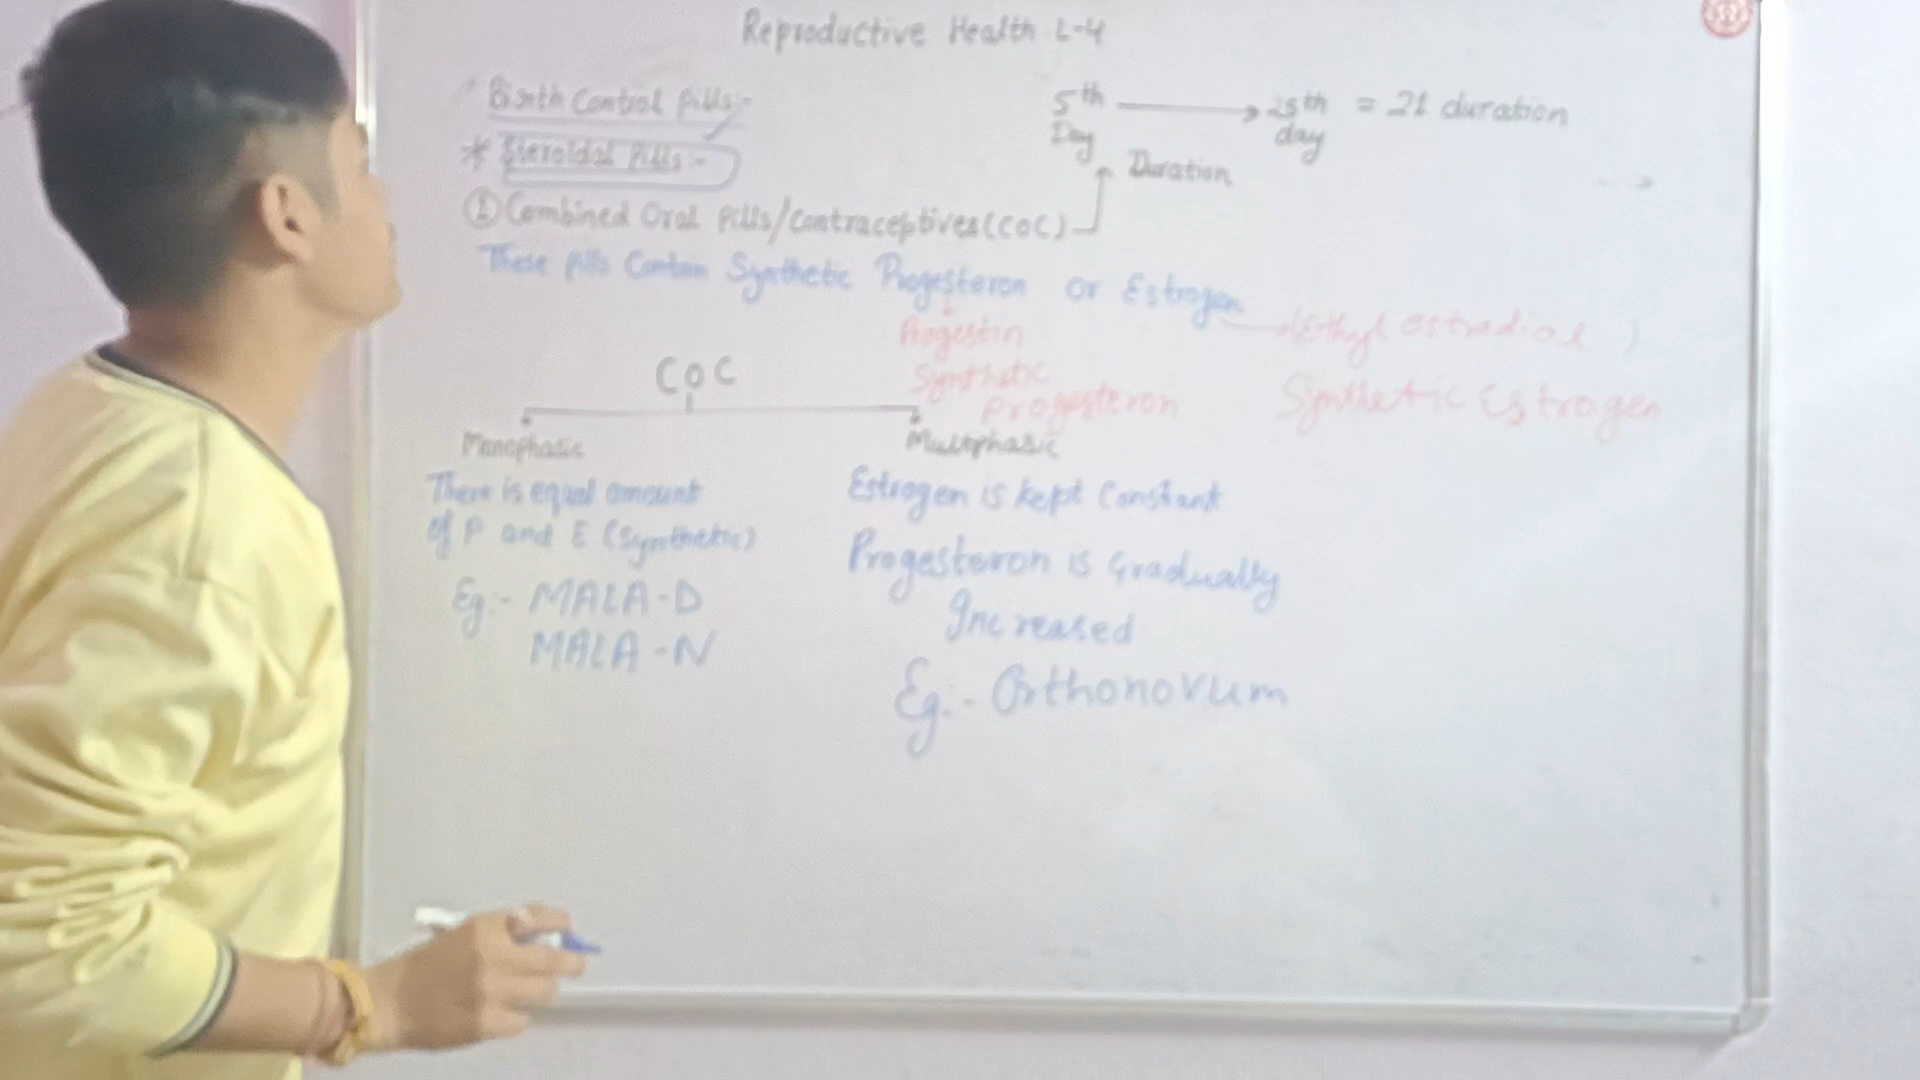 Reproductive Health L-4
Birth Control Pills:-
* Steroidal Pills:-
① Combined Oral Pills/Contraceptives (COC)
5th Day → 25th day = 21 duration
Duration
These pills Contain Synthetic Progesteron or Estrogen
Progestin
Synthetic
Progesteron
(Ethyl estradiol)
Synthetic Estrogen
COC
Monophasic
There is equal amount
of P and E (Synthetic)
Eg:- MALA-D
MALA-N
Multiphasic
Estrogen is kept Constant
Progesteron is Gradually
Increased
Eg:- Orthonovum